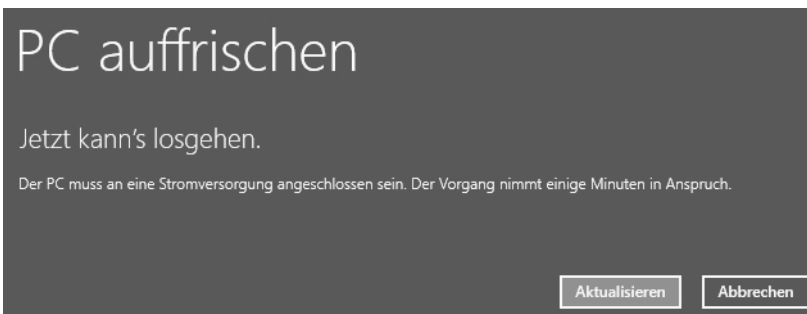 PC auffrischen
Jetzt kann's losgehen.
Der PC muss an eine Stromversorgung angeschlossen sein. Der Vorgang nimmt einige Minuten in Anspruch.
Aktualisieren Abbrechen